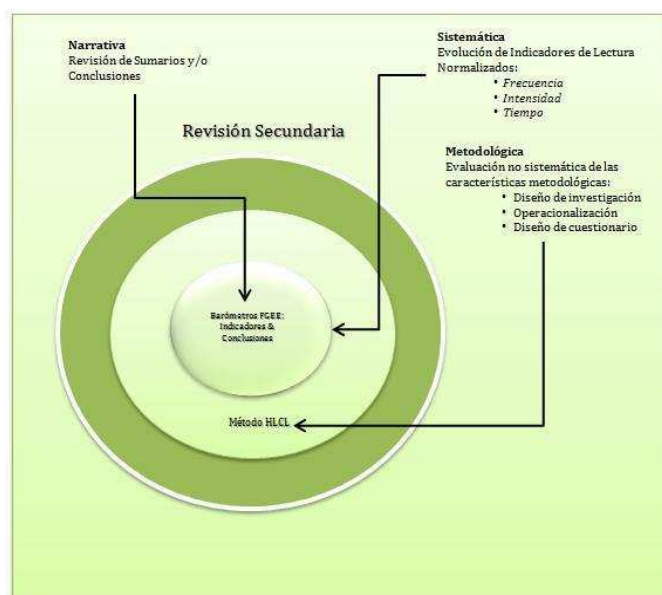 Narrativa
Revisión de Sumarios y/o
Conclusiones
Sistemática
Evolución de Indicadores de Lectura
Normalizados:
• Frecuencia
• Intensidad
• Tiempo
Revisión Secundaria
Metodológica
Evaluación no sistemática de las
características metodológicas:
• Diseño de investigación
• Operacionalización
• Diseño de cuestionario
Barómetros FGEE:
Indicadores &
Conclusiones
Método HLCL